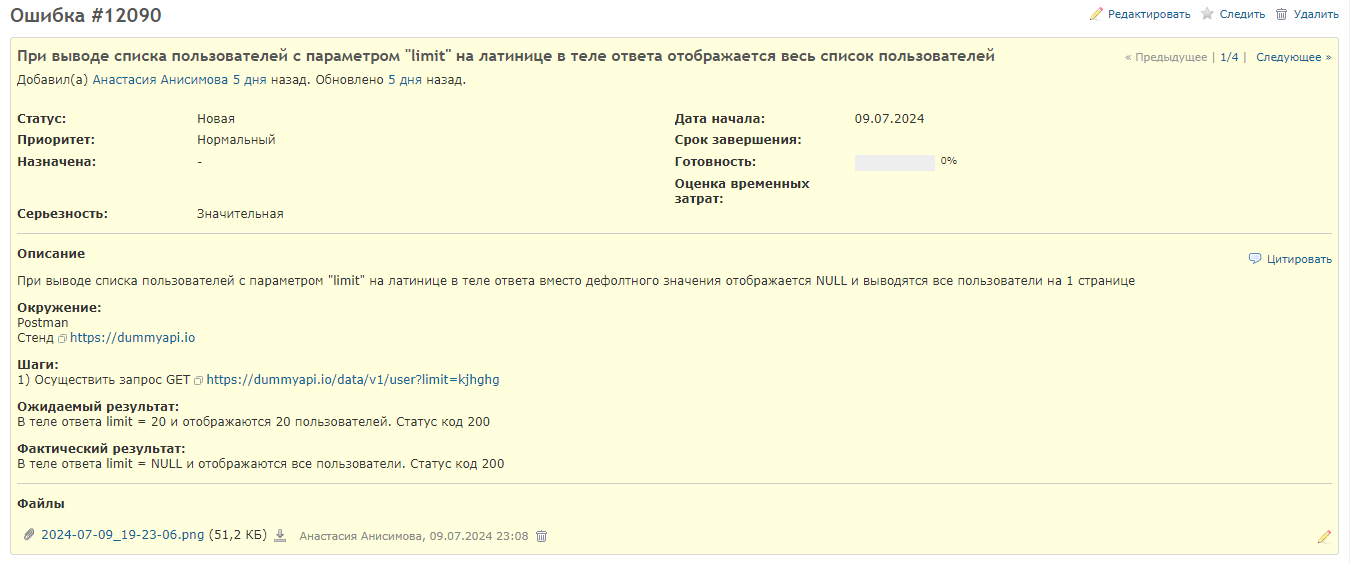 Ошибка #12090
Редактировать Следить Удалить
При выводе списка пользователей с параметром "limit" на латинице в теле ответа отображается весь список пользователей
« Предыдущее | 1/4 | Следующее »
Добавил(а) Анастасия Анисимова 5 дня назад. Обновлено 5 дня назад.
Статус: Новая Дата начала: 09.07.2024
Приоритет: Нормальный Срок завершения:
Назначена: - Готовность: 0%
Оценка временных
затрат:
Серьезность: Значительная
Описание
Цитировать
При выводе списка пользователей с параметром "limit" на латинице в теле ответа вместо дефолтного значения отображается NULL и выводятся все пользователи на 1 странице
Окружение:
Postman
Стенд https://dummyapi.io
Шаги:
1) Осуществить запрос GET https://dummyapi.io/data/v1/user?limit=kjhghg
Ожидаемый результат:
В теле ответа limit = 20 и отображаются 20 пользователей. Статус код 200
Фактический результат:
В теле ответа limit = NULL и отображаются все пользователи. Статус код 200
Файлы
2024-07-09_19-23-06.png (51,2 КБ) Анастасия Анисимова, 09.07.2024 23:08